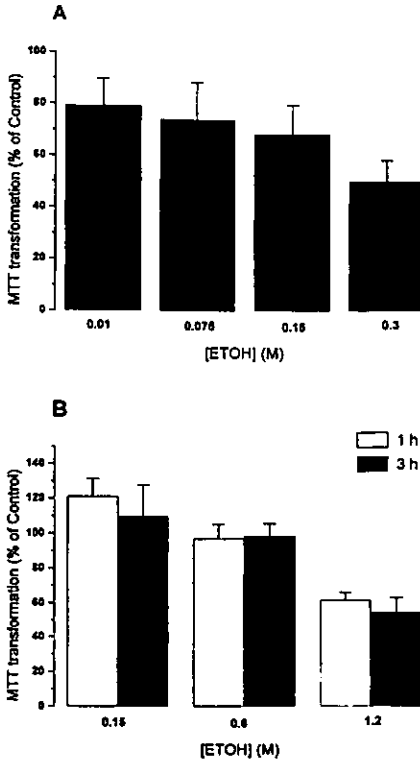 A
MTT transformation (% of Control)
100
80
60
40
20
0
0.01
0.075
0.15
0.3
[ETOH] (M)
B
1 h
3 h
MTT transformation (% of Control)
140
120
100
80
60
40
20
0
0.15
0.6
1.2
[ETOH] (M)